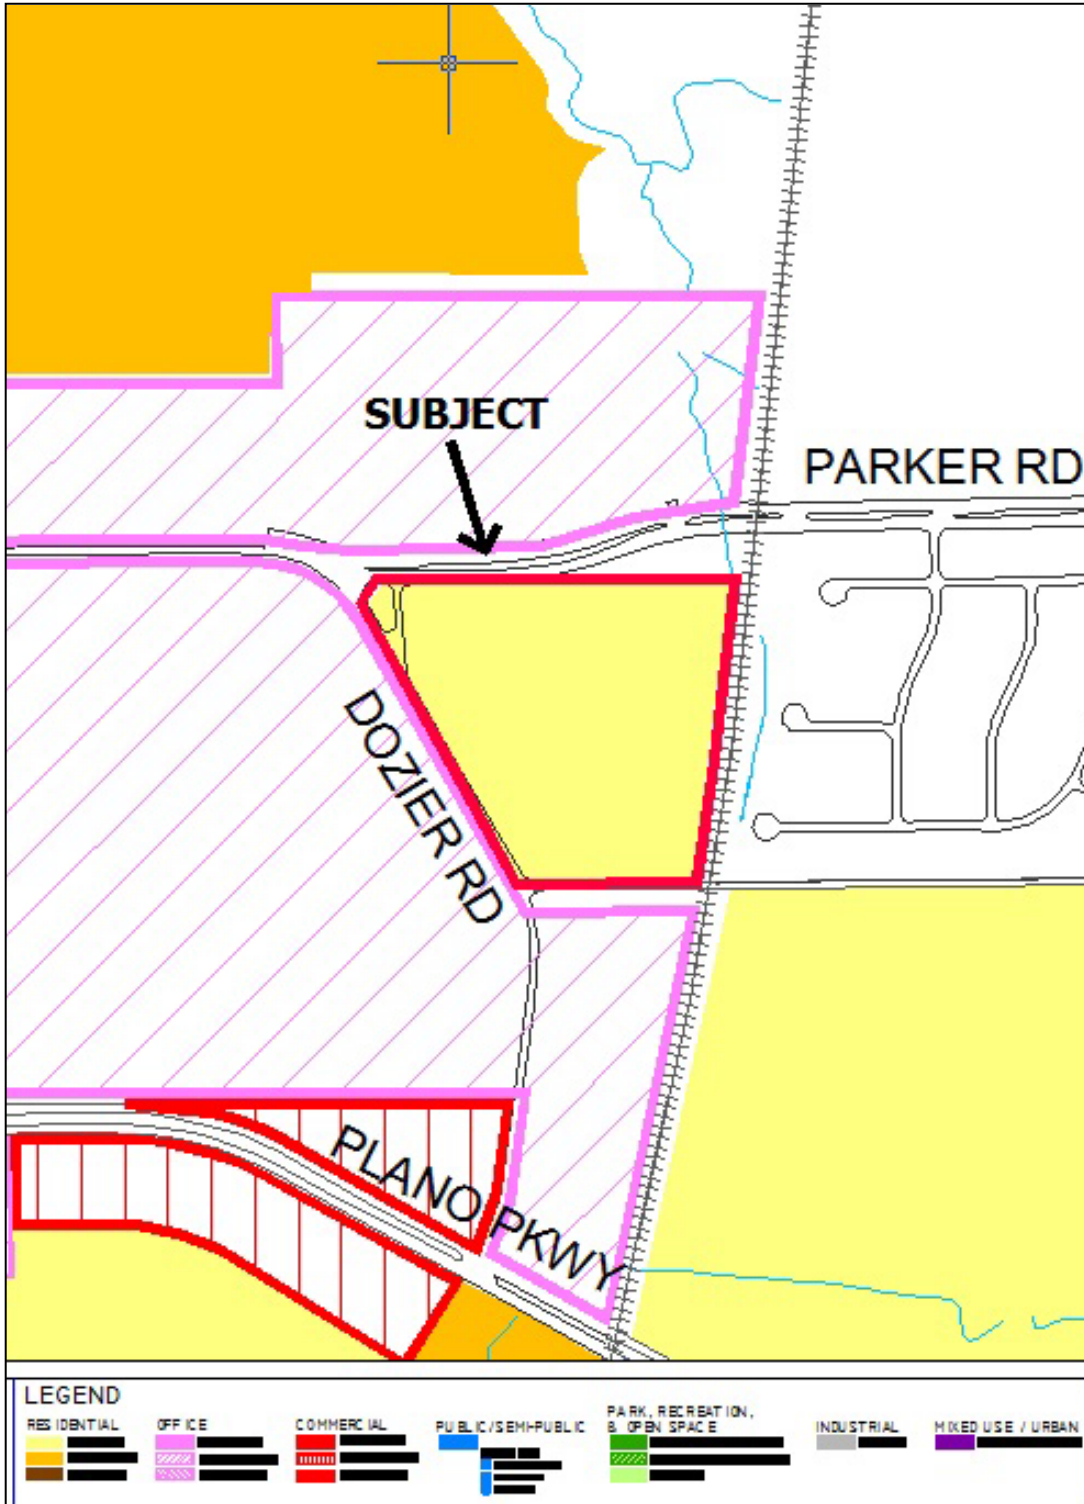 SUBJECT
PARKER RD
DOZIER RD
PLANO PKWY
LEGEND
RESIDENTIAL
OFFICE
COMMERCIAL
PUBLIC/SEMI-PUBLIC
PARK, RECREATION,
& OPEN SPACE
INDUSTRIAL
MIXED USE / URBAN